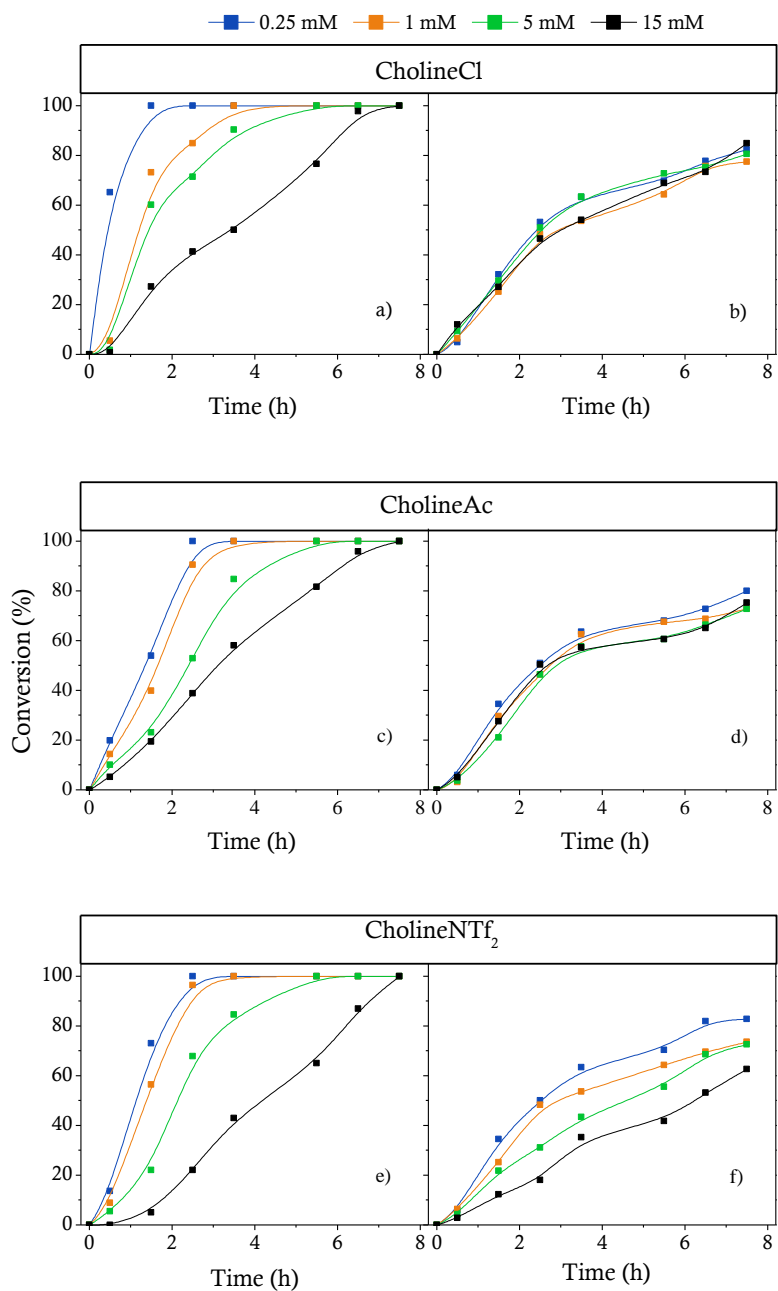 0.25 mM 1 mM 5 mM 15 mM
CholineCl
100
80
60
40
20
0
a)
b)
0 2 4 6 8 0 2 4 6 8
Time (h) Time (h)
CholineAc
Conversion (%)
100
80
60
40
20
0
c)
d)
0 2 4 6 8 0 2 4 6 8
Time (h) Time (h)
CholineNTf₂
100
80
60
40
20
0
e)
f)
0 2 4 6 8 0 2 4 6 8
Time (h) Time (h)